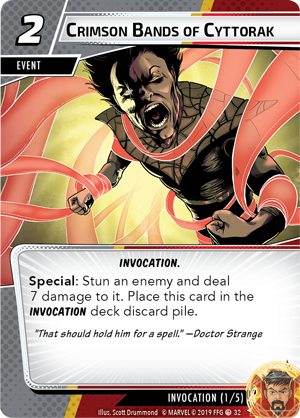 2
CRIMSON BANDS OF CYTTORAK
EVENT
INVOCATION.
Special: Stun an enemy and deal
7 damage to it. Place this card in the
INVOCATION deck discard pile.
"That should hold him for a spell." —Doctor Strange
INVOCATION (1/5)
Illus. Scott Drummond © MARVEL © 2019 FFG 32